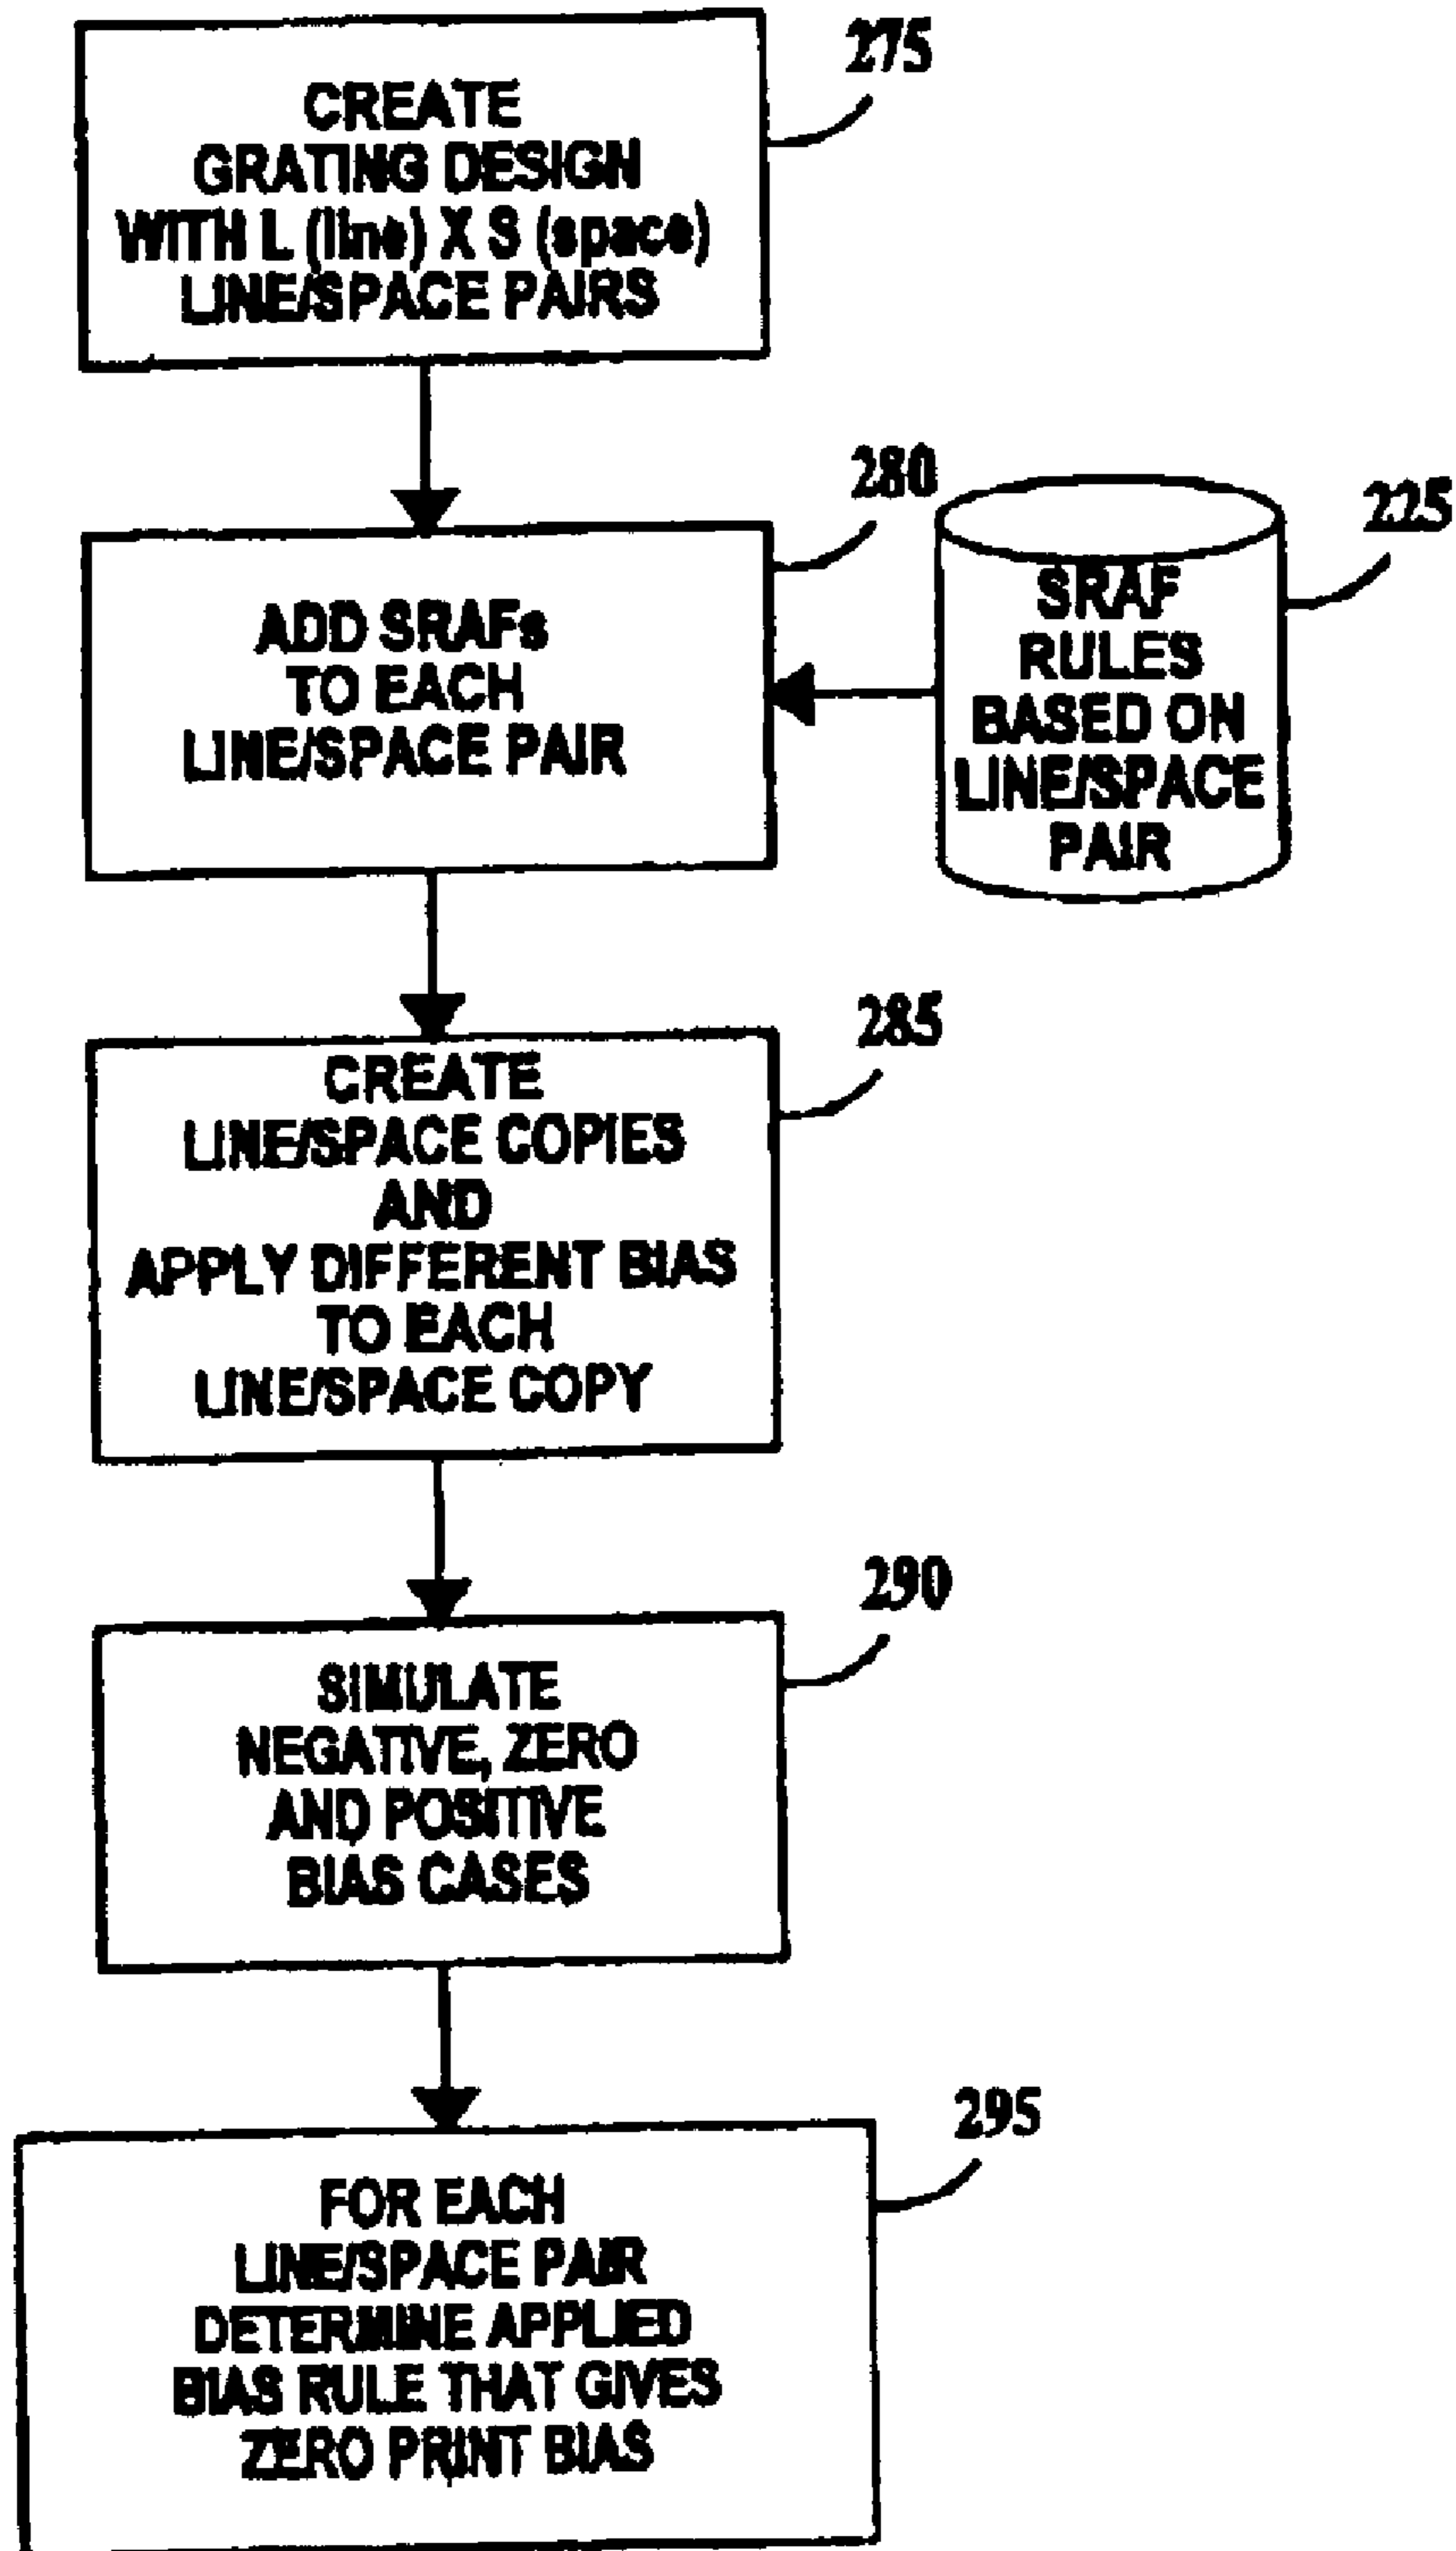 275
CREATE
GRATING DESIGN
WITH L (line) X S (space)
LINE/SPACE PAIRS
280
225
ADD SRAFs
TO EACH
LINE/SPACE PAIR
SRAF
RULES
BASED ON
LINE/SPACE
PAIR
285
CREATE
LINE/SPACE COPIES
AND
APPLY DIFFERENT BIAS
TO EACH
LINE/SPACE COPY
290
SIMULATE
NEGATIVE, ZERO
AND POSITIVE
BIAS CASES
295
FOR EACH
LINE/SPACE PAIR
DETERMINE APPLIED
BIAS RULE THAT GIVES
ZERO PRINT BIAS